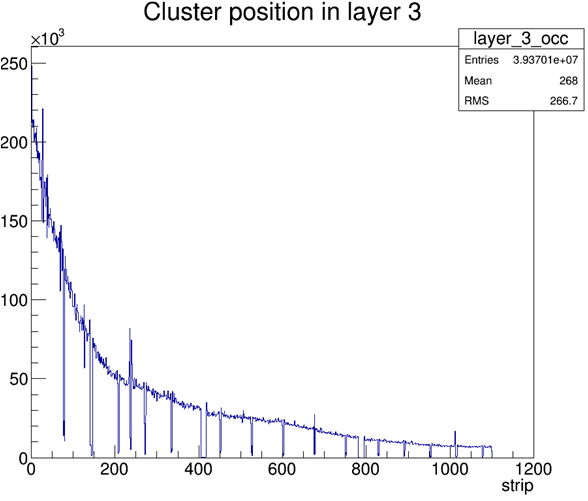 Cluster position in layer 3
layer_3_occ
Entries 3.93701e+07
Mean 268
RMS 266.7
×10³
250
200
150
100
50
0
0 200 400 600 800 1000 1200
strip